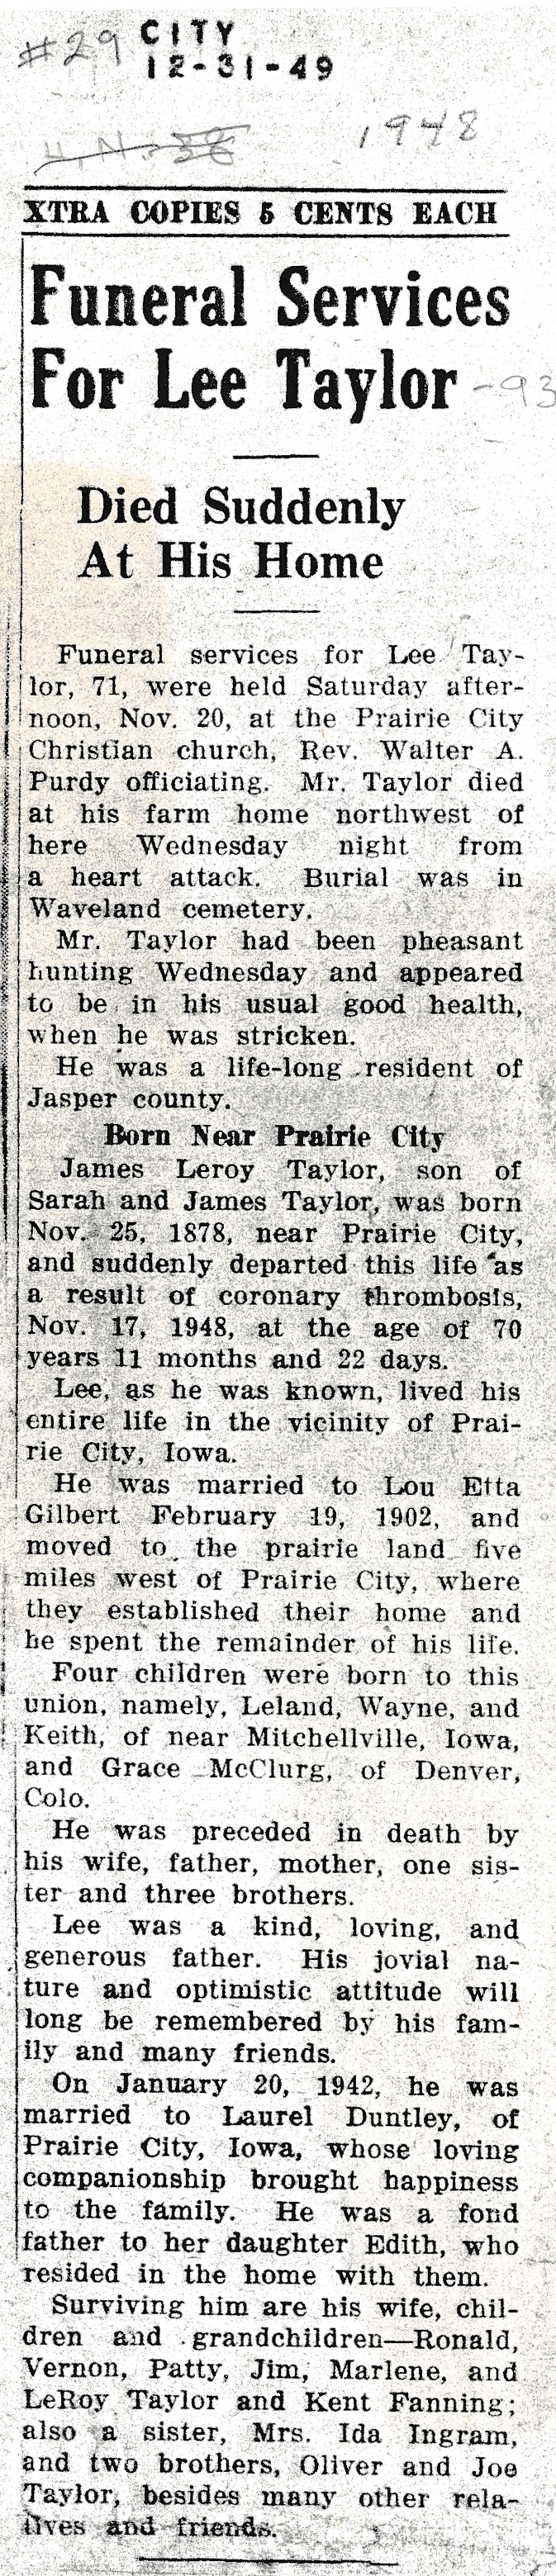 #29 CITY
12-31-49
1948
XTRA COPIES 5 CENTS EACH
Funeral Services
For Lee Taylor -93
Died Suddenly
At His Home
Funeral services for Lee Tay-
lor, 71, were held Saturday after-
noon, Nov. 20, at the Prairie City
Christian church, Rev. Walter A.
Purdy officiating. Mr. Taylor died
at his farm home northwest of
here Wednesday night from
a heart attack. Burial was in
Waveland cemetery.
Mr. Taylor had been pheasant
hunting Wednesday and appeared
to be in his usual good health,
when he was stricken.
He was a life-long resident of
Jasper county.
Born Near Prairie City
James Leroy Taylor, son of
Sarah and James Taylor, was born
Nov. 25, 1878, near Prairie City,
and suddenly departed this life as
a result of coronary thrombosis,
Nov. 17, 1948, at the age of 70
years 11 months and 22 days.
Lee, as he was known, lived his
entire life in the vicinity of Prai-
rie City, Iowa.
He was married to Lou Etta
Gilbert February 19, 1902, and
moved to the prairie land five
miles west of Prairie City, where
they established their home and
he spent the remainder of his life.
Four children were born to this
union, namely, Leland, Wayne, and
Keith, of near Mitchellville, Iowa,
and Grace McClurg, of Denver,
Colo.
He was preceded in death by
his wife, father, mother, one sis-
ter and three brothers.
Lee was a kind, loving, and
generous father. His jovial na-
ture and optimistic attitude will
long be remembered by his fam-
ily and many friends.
On January 20, 1942, he was
married to Laurel Duntley, of
Prairie City, Iowa, whose loving
companionship brought happiness
to the family. He was a fond
father to her daughter Edith, who
resided in the home with them.
Surviving him are his wife, chil-
dren and grandchildren—Ronald,
Vernon, Patty, Jim, Marlene, and
LeRoy Taylor and Kent Fanning;
also a sister, Mrs. Ida Ingram,
and two brothers, Oliver and Joe
Taylor, besides many other rela-
tives and friends.